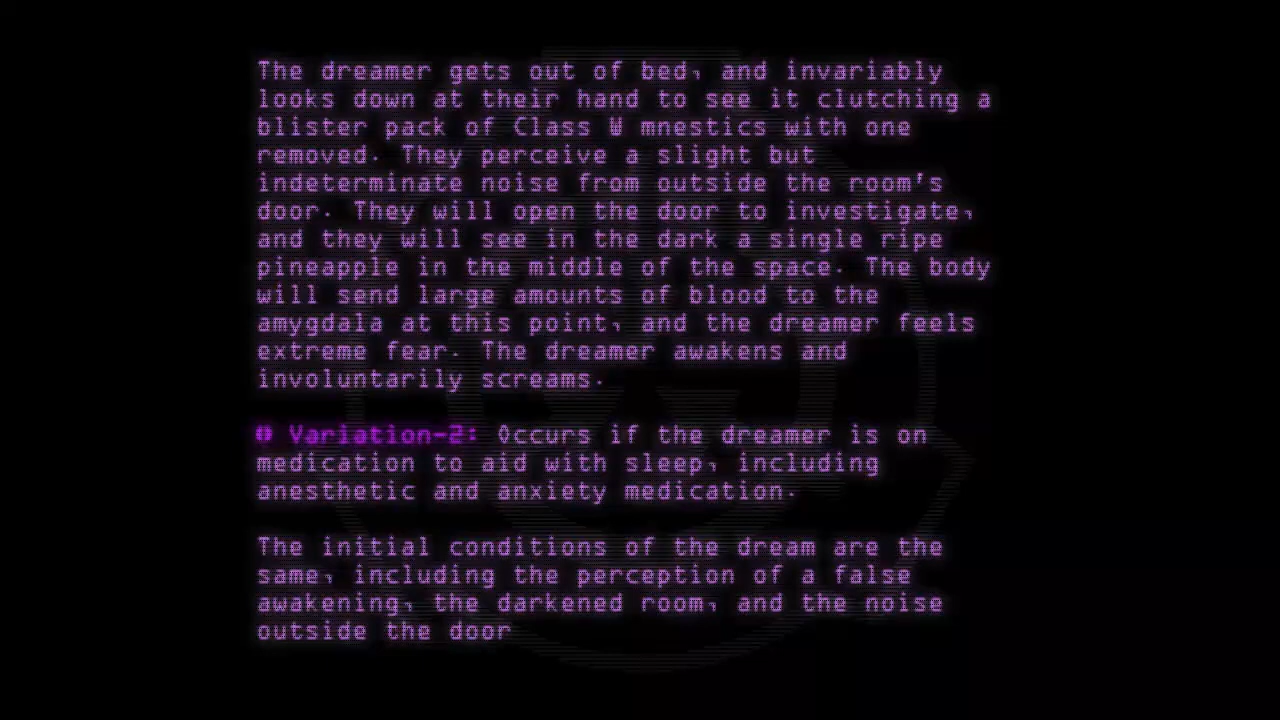 The dreamer gets out of bed, and invariably
looks down at their hand to see it clutching a
blister pack of Class W mnestics with one
removed. They perceive a slight but
indeterminate noise from outside the room's
door. They will open the door to investigate,
and they will see in the dark a single ripe
pineapple in the middle of the space. The body
will send large amounts of blood to the
amygdala at this point, and the dreamer feels
extreme fear. The dreamer awakens and
involuntarily screams.
Variation-2: Occurs if the dreamer is on
medication to aid with sleep, including
anesthetic and anxiety medication.
The initial conditions of the dream are the
same, including the perception of a false
awakening, the darkened room, and the noise
outside the door